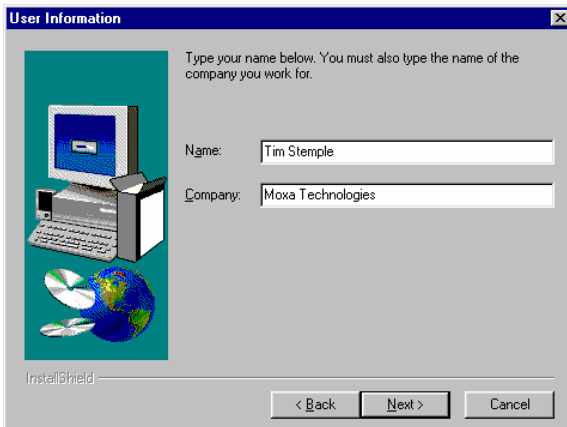 User Information
Type your name below. You must also type the name of the
company you work for.
Name: Tim Stemple
Company: Moxa Technologies
InstallShield
< Back Next > Cancel